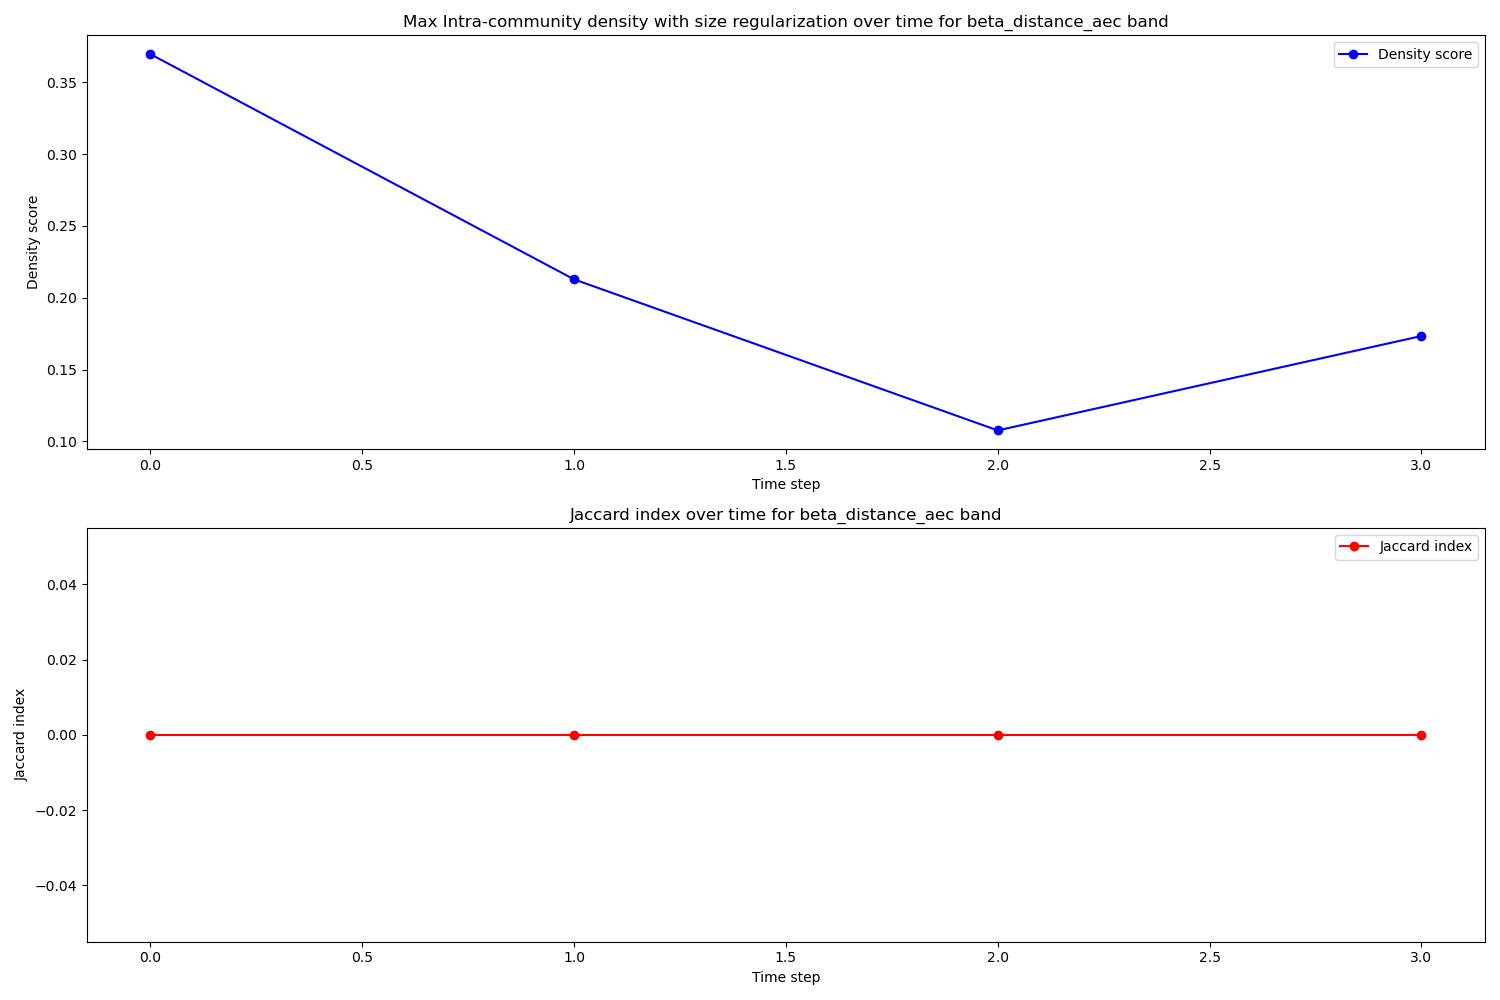 Max Intra-community density with size regularization over time for beta_distance_aec band
Density score
0.35
0.30
0.25
0.20
0.15
0.10
Density score
0.0 0.5 1.0 1.5 2.0 2.5 3.0
Time step
Jaccard index over time for beta_distance_aec band
Jaccard index
0.04
0.02
0.00
−0.02
−0.04
Jaccard index
0.0 0.5 1.0 1.5 2.0 2.5 3.0
Time step